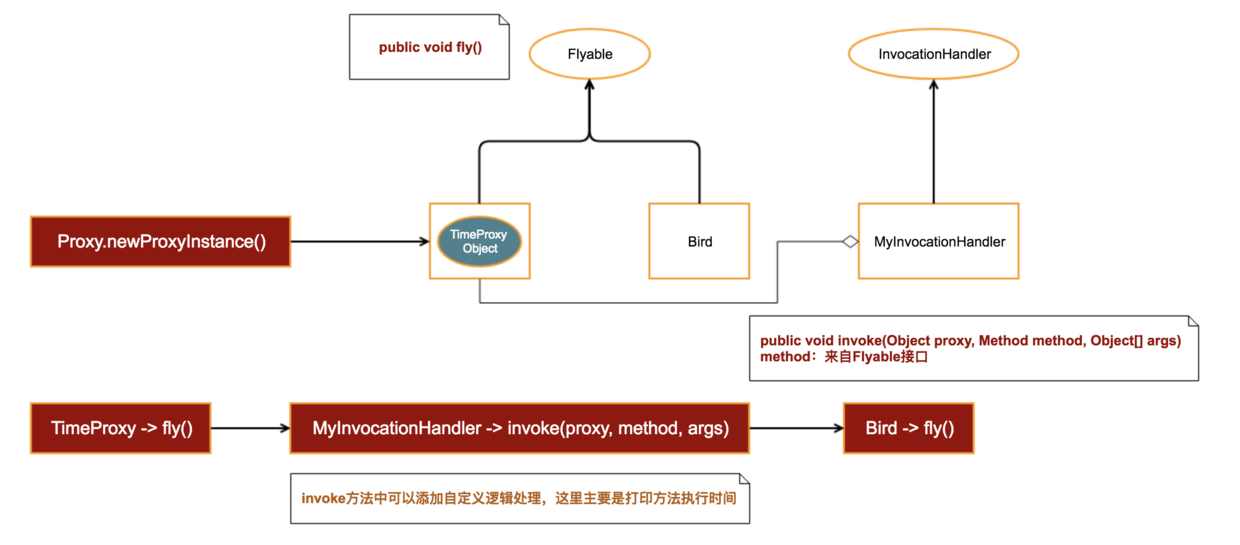 public void fly()
Flyable
InvocationHandler
Proxy.newProxyInstance()
TimeProxy
Object
Bird
MyInvocationHandler
public void invoke(Object proxy, Method method, Object[] args)
method：来自Flyable接口
TimeProxy -> fly()
MyInvocationHandler -> invoke(proxy, method, args)
Bird -> fly()
invoke方法中可以添加自定义逻辑处理，这里主要是打印方法执行时间